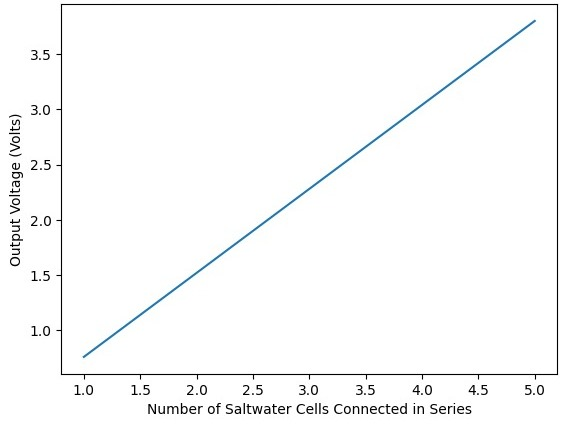 Output Voltage (Volts)
3.5
3.0
2.5
2.0
1.5
1.0
1.0 1.5 2.0 2.5 3.0 3.5 4.0 4.5 5.0
Number of Saltwater Cells Connected in Series